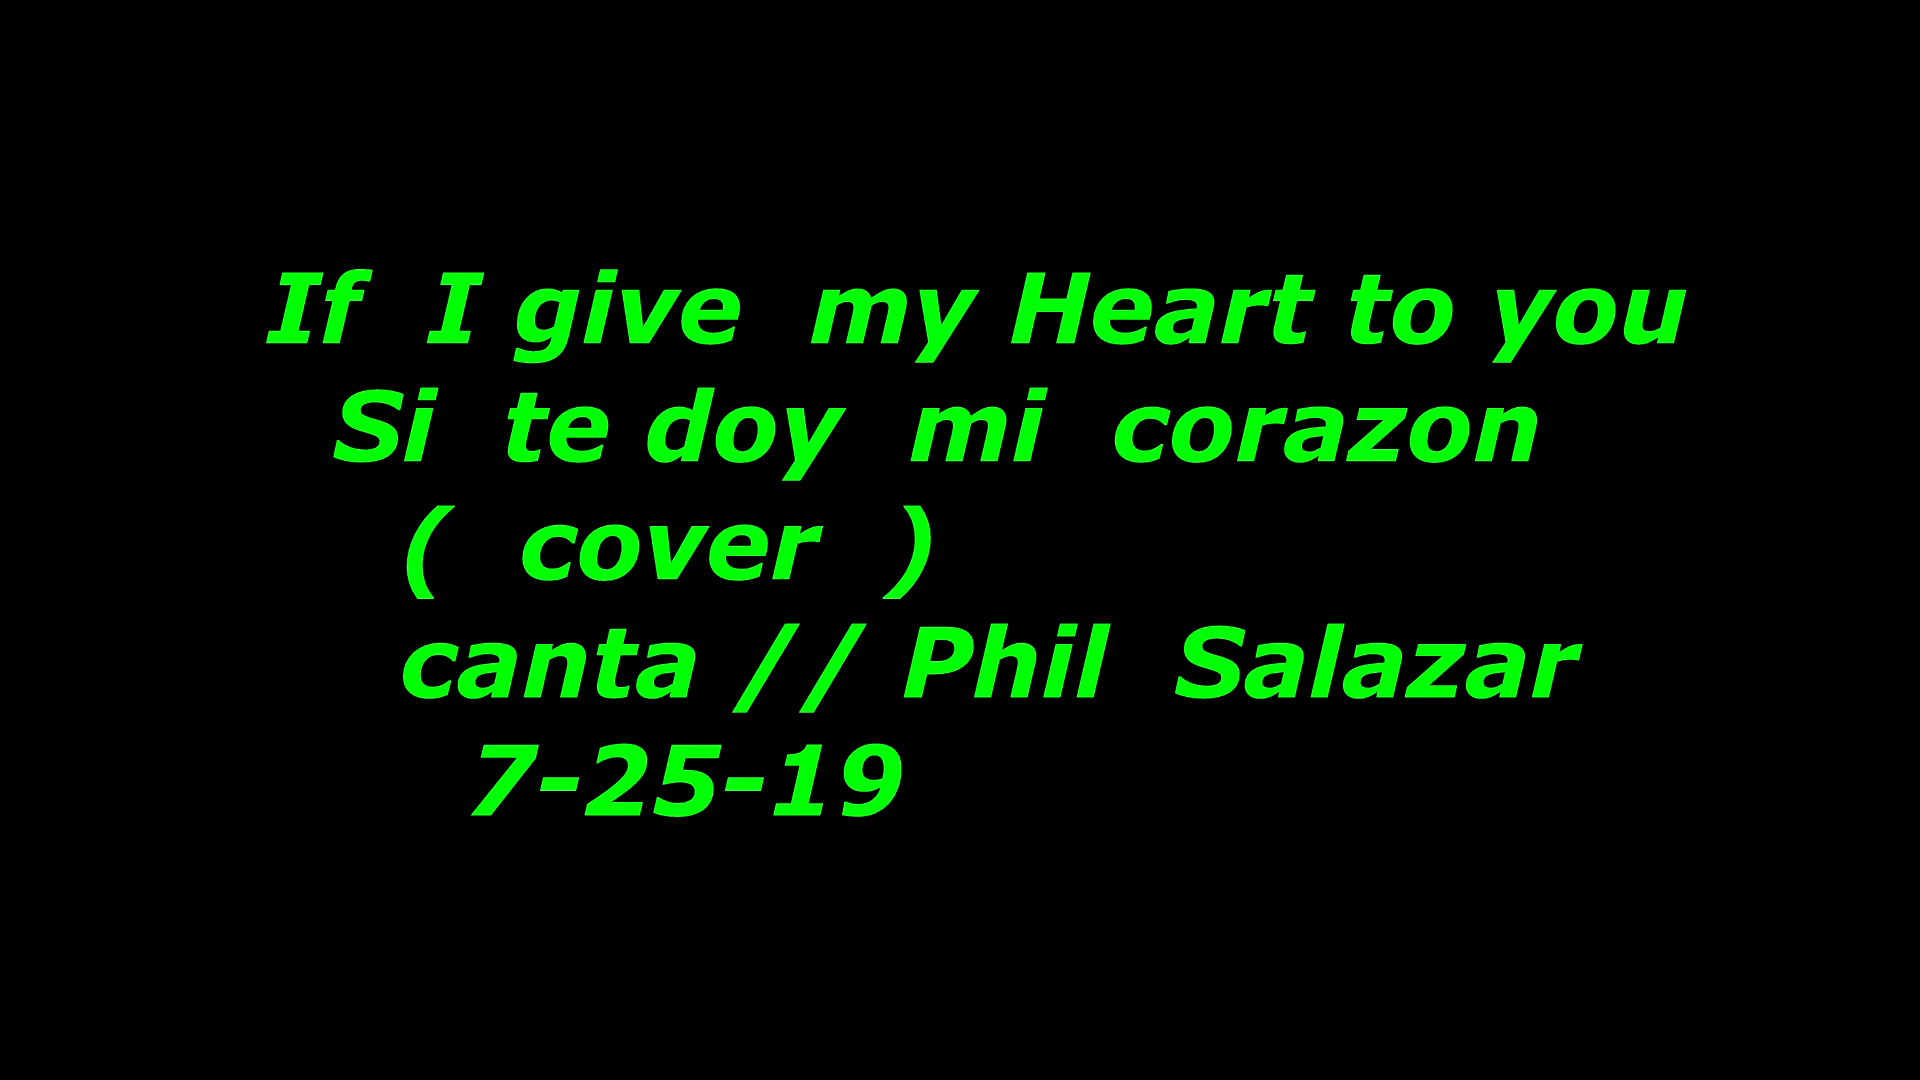 If I give my Heart to you
Si te doy mi corazon
( cover )
canta // Phil Salazar
7-25-19